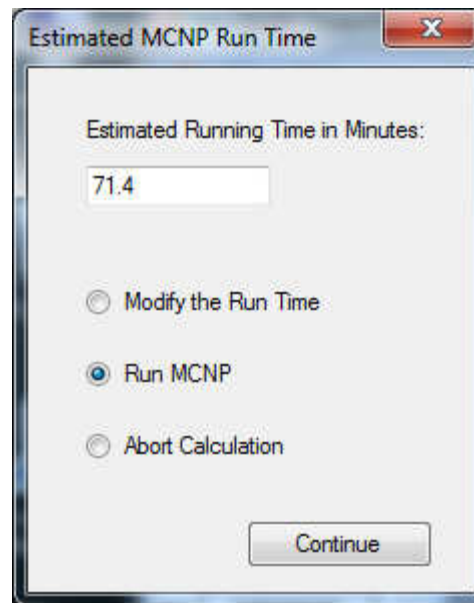 Estimated MCNP Run Time
Estimated Running Time in Minutes:
71.4
Modify the Run Time
Run MCNP
Abort Calculation
Continue